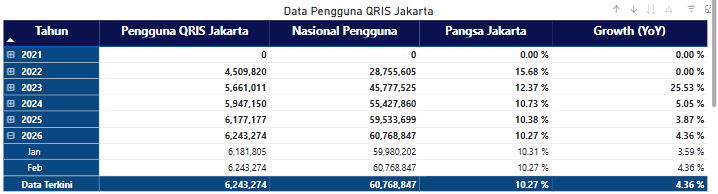 Data Pengguna QRIS Jakarta
Tahun Pengguna QRIS Jakarta Nasional Pengguna Pangsa Jakarta Growth (YoY)
2021 0 0 0.00 % 0.00 %
2022 4,509,820 28,755,605 15.68 % 0.00 %
2023 5,661,011 45,777,525 12.37 % 25.53 %
2024 5,947,150 55,427,860 10.73 % 5.05 %
2025 6,177,177 59,533,699 10.38 % 3.87 %
2026 6,243,274 60,768,847 10.27 % 4.36 %
Jan 6,181,805 59,980,202 10.31 % 3.59 %
Feb 6,243,274 60,768,847 10.27 % 4.36 %
Data Terkini 6,243,274 60,768,847 10.27 % 4.36 %